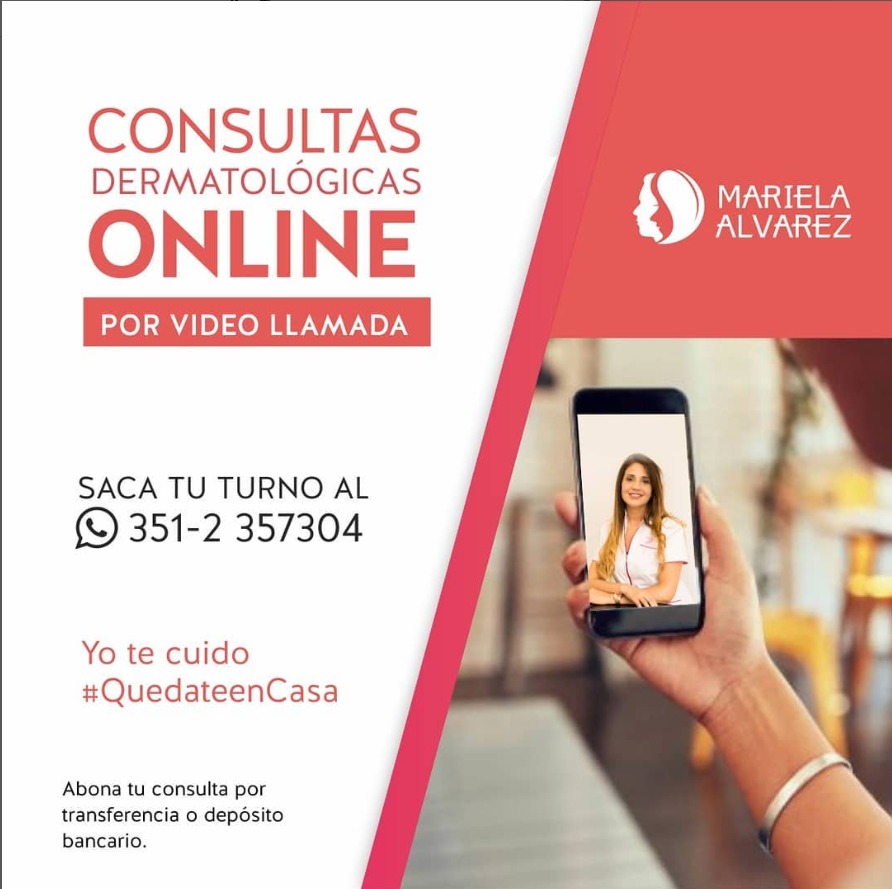 CONSULTAS
DERMATOLÓGICAS
ONLINE
POR VIDEO LLAMADA
MARIELA
ALVAREZ
SACA TU TURNO AL
351-2 357304
Yo te cuido
#QuedateenCasa
Abona tu consulta por
transferencia o depósito
bancario.